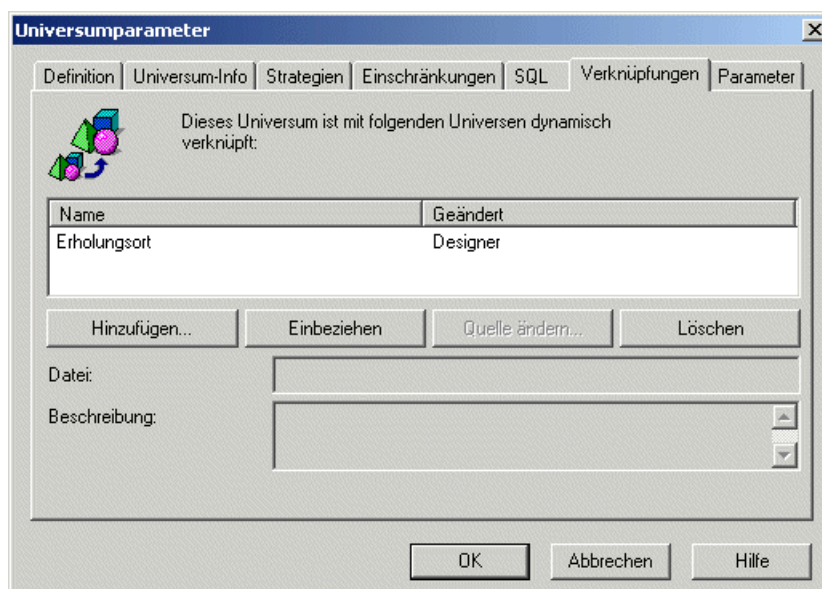 Universumparameter
Definition Universum-Info Strategien Einschränkungen SQL Verknüpfungen Parameter
Dieses Universum ist mit folgenden Universen dynamisch
verknüpft:
Name Geändert
Erholungsort Designer
Hinzufügen... Einbeziehen Quelle ändern... Löschen
Datei:
Beschreibung:
OK Abbrechen Hilfe